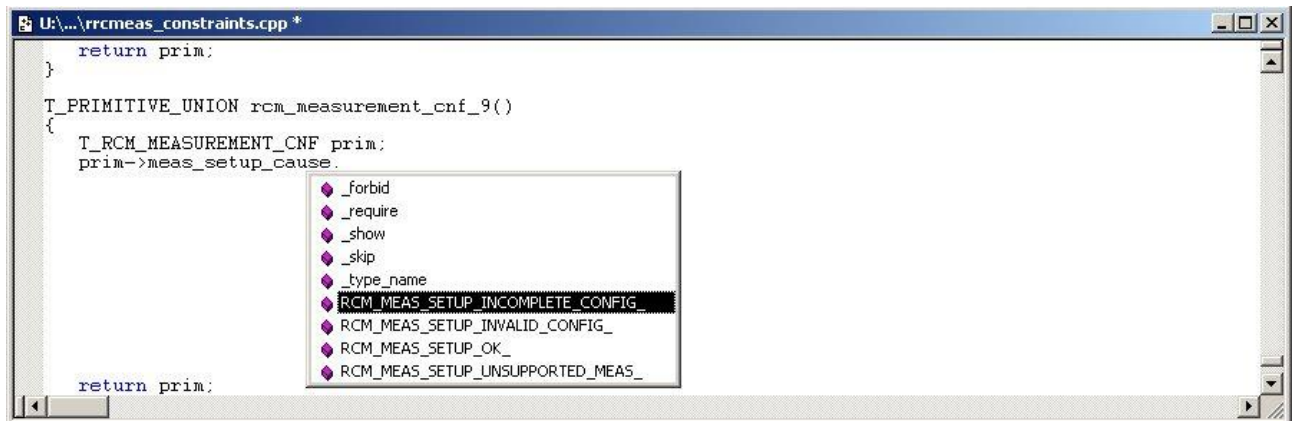 U:\...\rrcmeas_constraints.cpp *
return prim;
}
T_PRIMITIVE_UNION rcm_measurement_cnf_9()
{
T_RCM_MEASUREMENT_CNF prim;
prim->meas_setup_cause.
_forbid
_require
_show
_skip
_type_name
RCM_MEAS_SETUP_INCOMPLETE_CONFIG_
RCM_MEAS_SETUP_INVALID_CONFIG_
RCM_MEAS_SETUP_OK_
RCM_MEAS_SETUP_UNSUPPORTED_MEAS_
return prim;